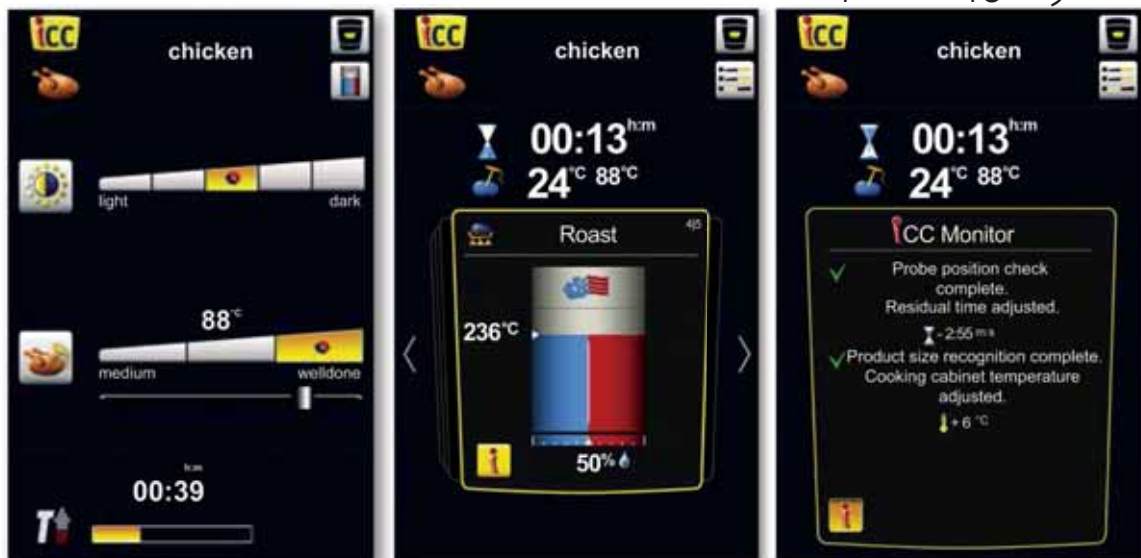 iCC
chicken
light dark
88°C
medium welldone
h:m
00:39
iCC
chicken
00:13 h:m
24°C 88°C
Roast 4|5
236°C
50%
i
iCC
chicken
00:13 h:m
24°C 88°C
iCC Monitor
Probe position check
complete.
Residual time adjusted.
- 2:55 m:s
Product size recognition complete.
Cooking cabinet temperature
adjusted.
+ 6 °C
i